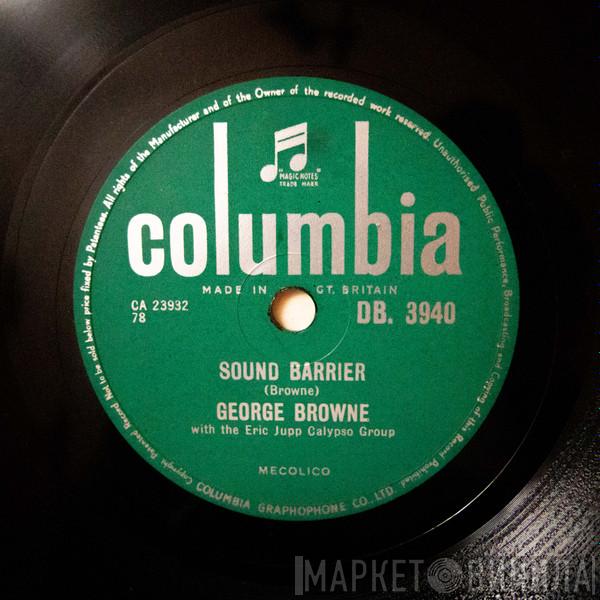 Patented Record Not to be sold below price fixed by Patentees. All rights of the Manufacturer and of the Owner of the recorded work reserved. Unauthorised Public Performance, Broadcasting and Copying of this Record Prohibited
"MAGIC NOTES"
TRADE MARK
columbia
MADE IN GT. BRITAIN
CA 23932
78
DB. 3940
SOUND BARRIER
(Browne)
GEORGE BROWNE
with the Eric Jupp Calypso Group
MECOLICO
Copyright COLUMBIA GRAPHOPHONE CO., LTD.
МАРКЕТ ВИНИЛА